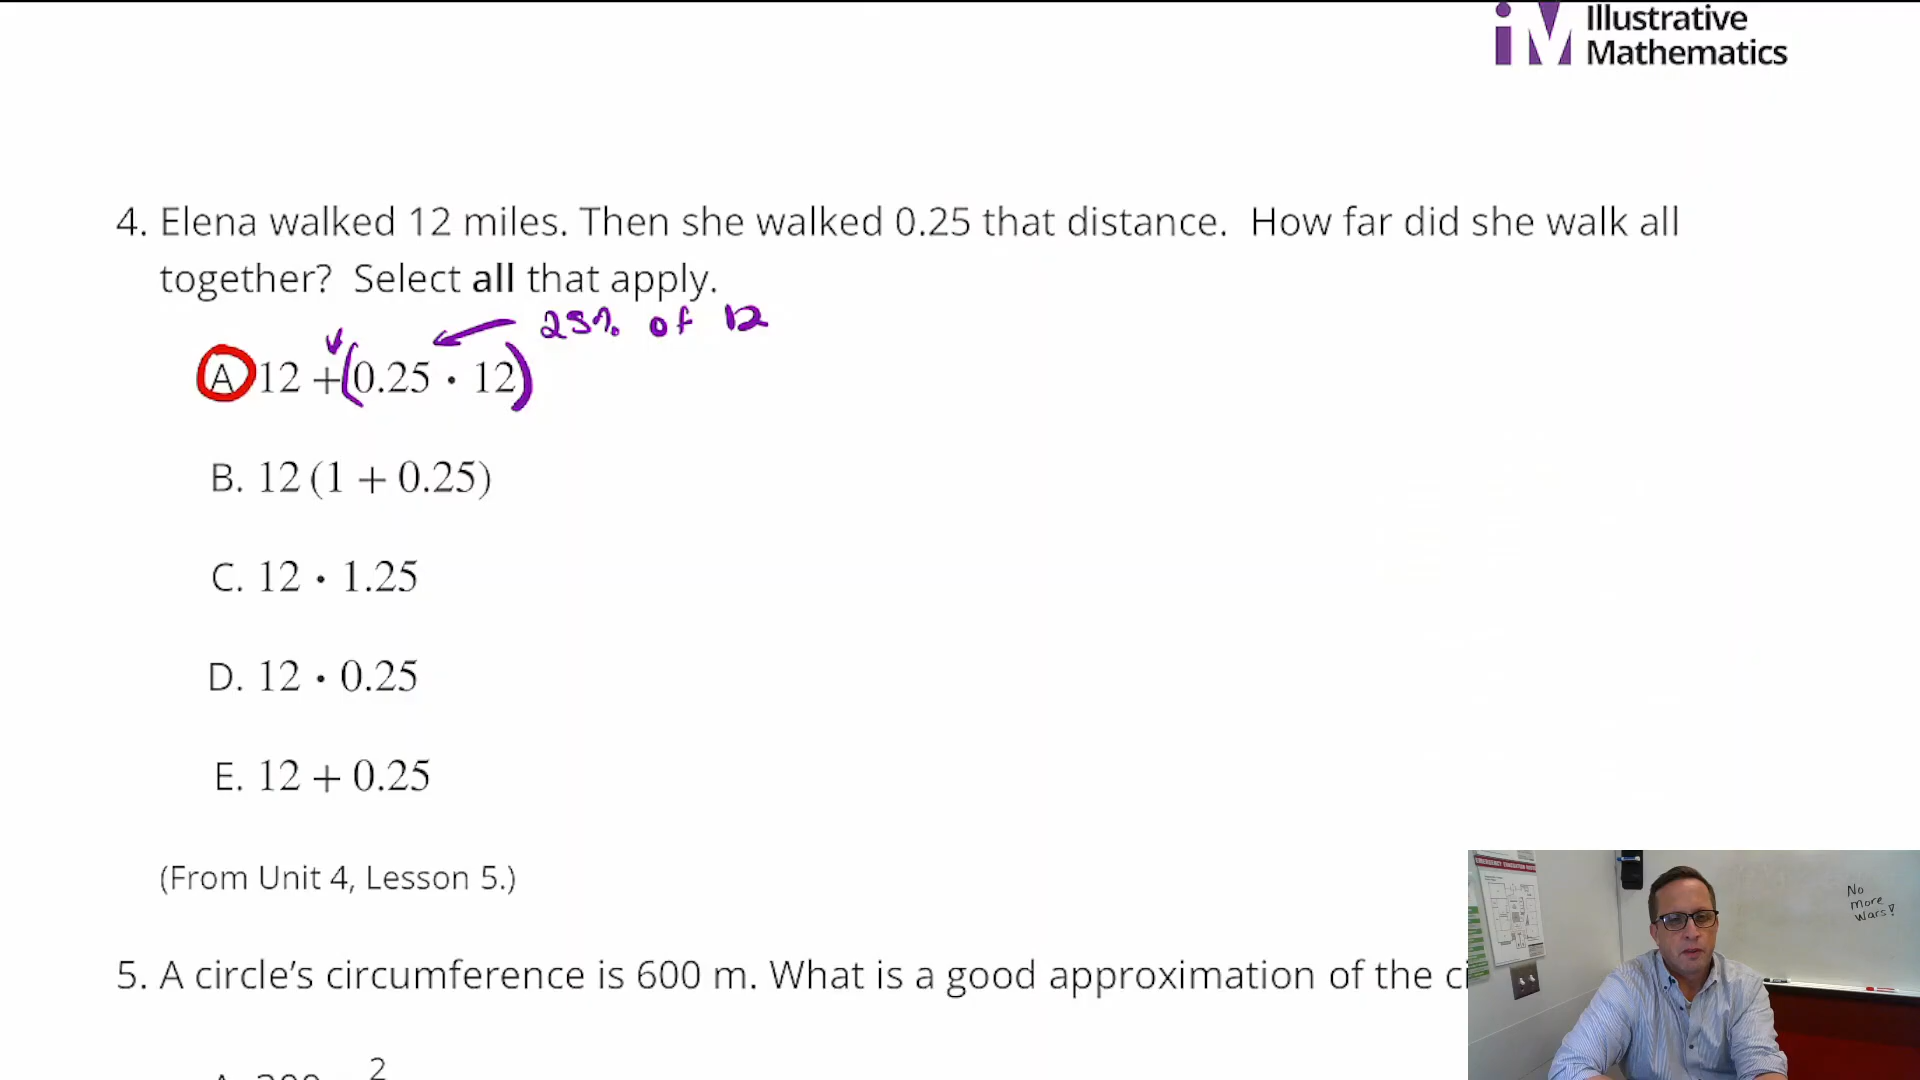 Illustrative
Mathematics
4. Elena walked 12 miles. Then she walked 0.25 that distance. How far did she walk all
together? Select all that apply.
25% of 12
A 12 + (0.25 · 12)
B. 12 (1 + 0.25)
C. 12 · 1.25
D. 12 · 0.25
E. 12 + 0.25
(From Unit 4, Lesson 5.)
No
more
wars!
5. A circle's circumference is 600 m. What is a good approximation of the ci